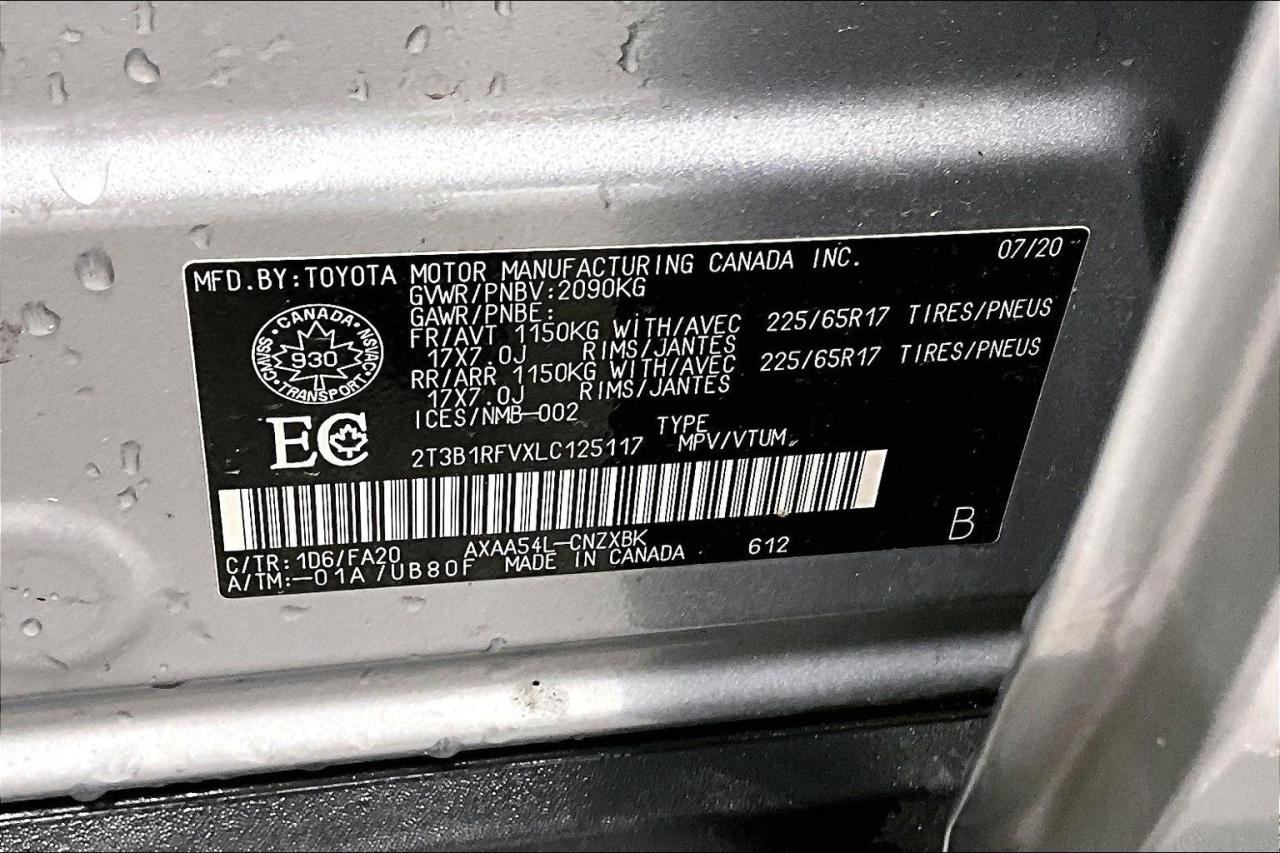 MFD.BY:TOYOTA MOTOR MANUFACTURING CANADA INC. 07/20
GVWR/PNBV:2090KG
GAWR/PNBE:
FR/AVT 1150KG WITH/AVEC 225/65R17 TIRES/PNEUS
17X7.0J RIMS/JANTES
RR/ARR 1150KG WITH/AVEC 225/65R17 TIRES/PNEUS
17X7.0J RIMS/JANTES
ICES/NMB-002
CANADA
CMVSS 930 NSVAC
TRANSPORT
EC
TYPE
2T3B1RFVXLC125117 MPV/VTUM
C/TR:1D6/FA20 AXAA54L-CNZXBK 612 B
A/TM:-01A/UB80F MADE IN CANADA